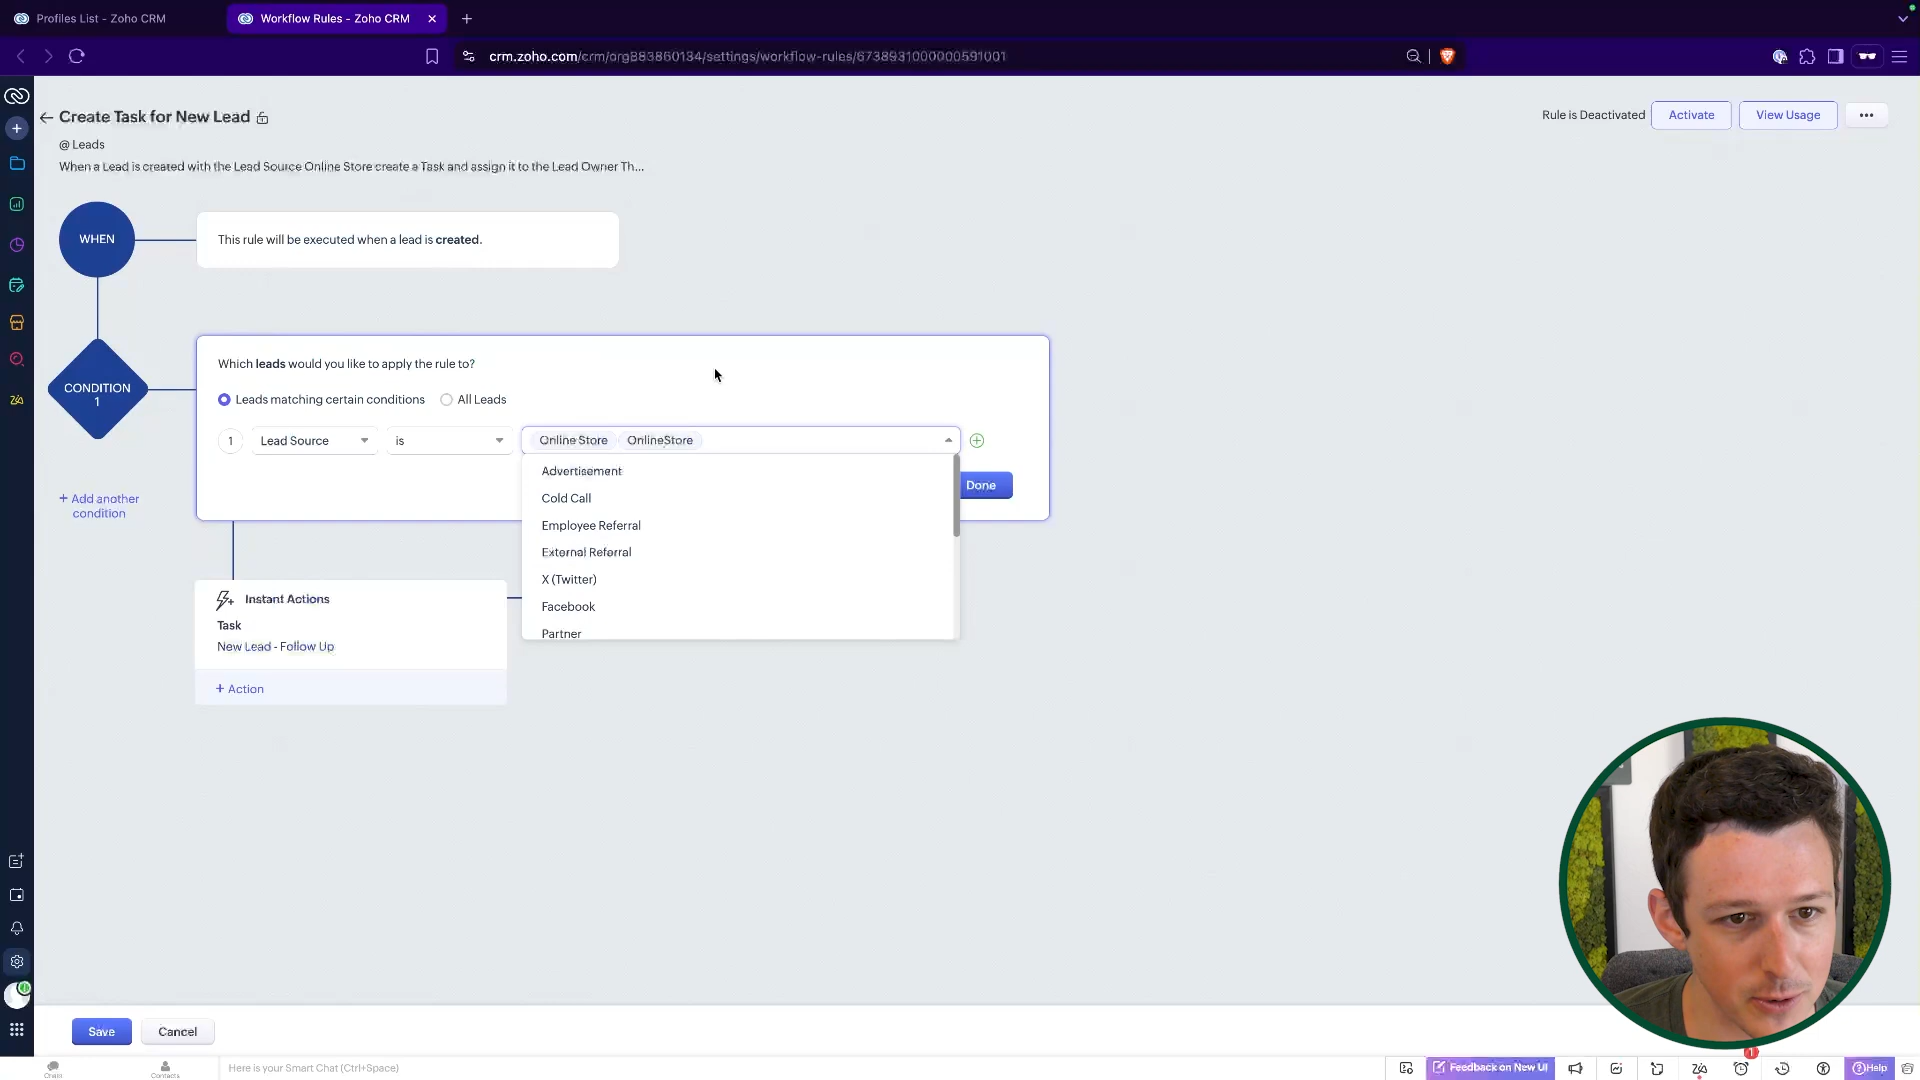 Profiles List - Zoho CRM
Workflow Rules - Zoho CRM
crm.zoho.com/crm/org883860134/settings/workflow-rules/6738931000000591001
Create Task for New Lead
Rule is Deactivated
Activate
View Usage
@ Leads
When a Lead is created with the Lead Source Online Store create a Task and assign it to the Lead Owner Th...
WHEN
This rule will be executed when a lead is created.
CONDITION
1
Which leads would you like to apply the rule to?
Leads matching certain conditions
All Leads
1
Lead Source
is
Online Store
OnlineStore
Advertisement
Cold Call
Employee Referral
External Referral
X (Twitter)
Facebook
Partner
Done
+ Add another
condition
Instant Actions
Task
New Lead - Follow Up
+ Action
Save
Cancel
Chats
Contacts
Here is your Smart Chat (Ctrl+Space)
Feedback on New UI
1
Help